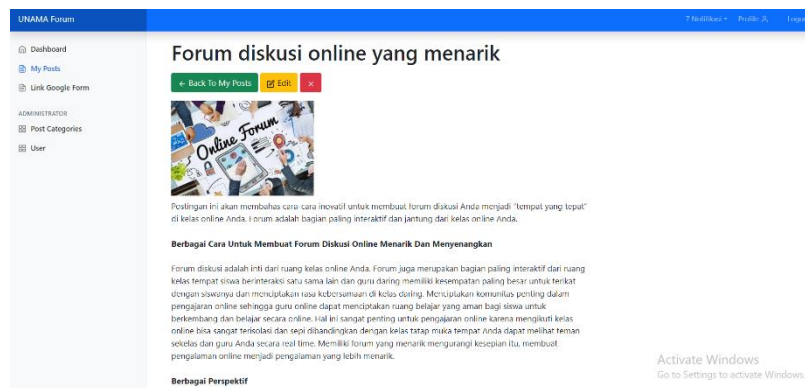 UNAMA Forum
7 Notifikasi
Profile
Logou
Dashboard
My Posts
Link Google Form
ADMINISTRATOR
Post Categories
User
Forum diskusi online yang menarik
← Back To My Posts
Edit
×
Online Forum
Postingan ini akan membahas cara-cara inovatif untuk membuat forum diskusi Anda menjadi "tempat yang tepat"
di kelas online Anda. Forum adalah bagian paling interaktif dan jantung dari kelas online Anda.
Berbagai Cara Untuk Membuat Forum Diskusi Online Menarik Dan Menyenangkan
Forum diskusi adalah inti dari ruang kelas online Anda. Forum juga merupakan bagian paling interaktif dari ruang
kelas tempat siswa berinteraksi satu sama lain dan guru daring memiliki kesempatan paling besar untuk terikat
dengan siswanya dan menciptakan rasa kebersamaan di kelas daring. Menciptakan komunitas penting dalam
pengajaran online sehingga guru online dapat menciptakan ruang belajar yang aman bagi siswa untuk
berkembang dan belajar secara online. Hal ini sangat penting untuk pengajaran online karena mengikuti kelas
online bisa sangat terisolasi dan sepi dibandingkan dengan kelas tatap muka tempat Anda dapat melihat teman
sekelas dan guru Anda secara real time. Memiliki forum yang menarik mengurangi kesepian itu, membuat
pengalaman online menjadi pengalaman yang lebih menarik.
Berbagai Perspektif
Activate Windows
Go to Settings to activate Windows.